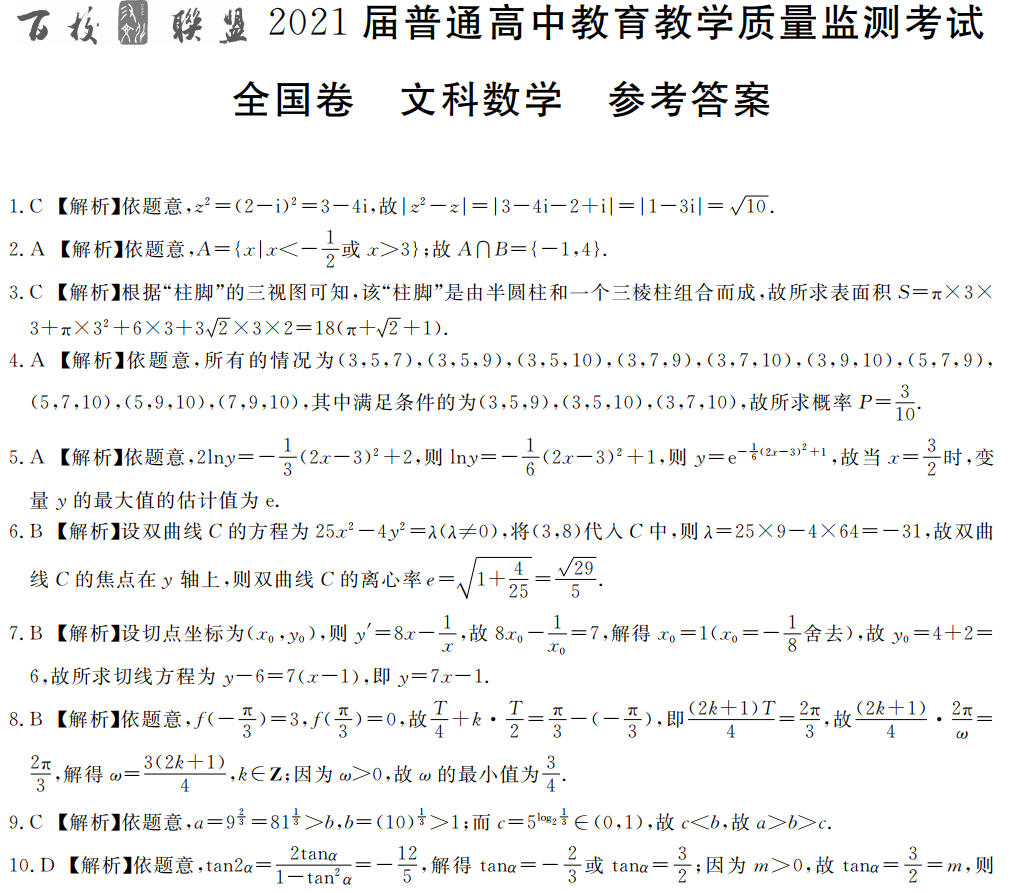 百校联盟 2021届普通高中教育教学质量监测考试
全国卷 文科数学 参考答案
1.C 【解析】依题意,z²=(2-i)²=3-4i,故|z²-z|=|3-4i-2+i|=|1-3i|=√10.
2.A 【解析】依题意,A={x|x<-1/2或x>3};故A∩B={-1,4}.
3.C 【解析】根据“柱脚”的三视图可知,该“柱脚”是由半圆柱和一个三棱柱组合而成,故所求表面积S=π×3×
3+π×3²+6×3+3√2×3×2=18(π+√2+1).
4.A 【解析】依题意,所有的情况为(3,5,7),(3,5,9),(3,5,10),(3,7,9),(3,7,10),(3,9,10),(5,7,9),
(5,7,10),(5,9,10),(7,9,10),其中满足条件的为(3,5,9),(3,5,10),(3,7,10),故所求概率P=3/10.
5.A 【解析】依题意,2lny=-1/3(2x-3)²+2,则lny=-1/6(2x-3)²+1,则y=e^(-1/6(2x-3)²+1),故当x=3/2时,变
量y的最大值的估计值为e.
6.B 【解析】设双曲线C的方程为25x²-4y²=λ(λ≠0),将(3,8)代入C中,则λ=25×9-4×64=-31,故双曲
线C的焦点在y轴上,则双曲线C的离心率e=√(1+4/25)=√29/5.
7.B 【解析】设切点坐标为(x₀,y₀),则y′=8x-1/x,故8x₀-1/x₀=7,解得x₀=1(x₀=-1/8舍去),故y₀=4+2=
6,故所求切线方程为y-6=7(x-1),即y=7x-1.
8.B 【解析】依题意,f(-π/3)=3,f(π/3)=0,故T/4+k·T/2=π/3-(-π/3),即(2k+1)T/4=2π/3,故(2k+1)/4·2π/ω=
2π/3,解得ω=3(2k+1)/4,k∈Z;因为ω>0,故ω的最小值为3/4.
9.C 【解析】依题意,a=9^(2/3)=81^(1/3)>b,b=(10)^(1/3)>1;而c=5^(log₂ 1/3)∈(0,1),故c<b,故a>b>c.
10.D 【解析】依题意,tan2α=2tanα/(1-tan²α)=-12/5,解得tanα=-2/3或tanα=3/2;因为m>0,故tanα=3/2=m,则